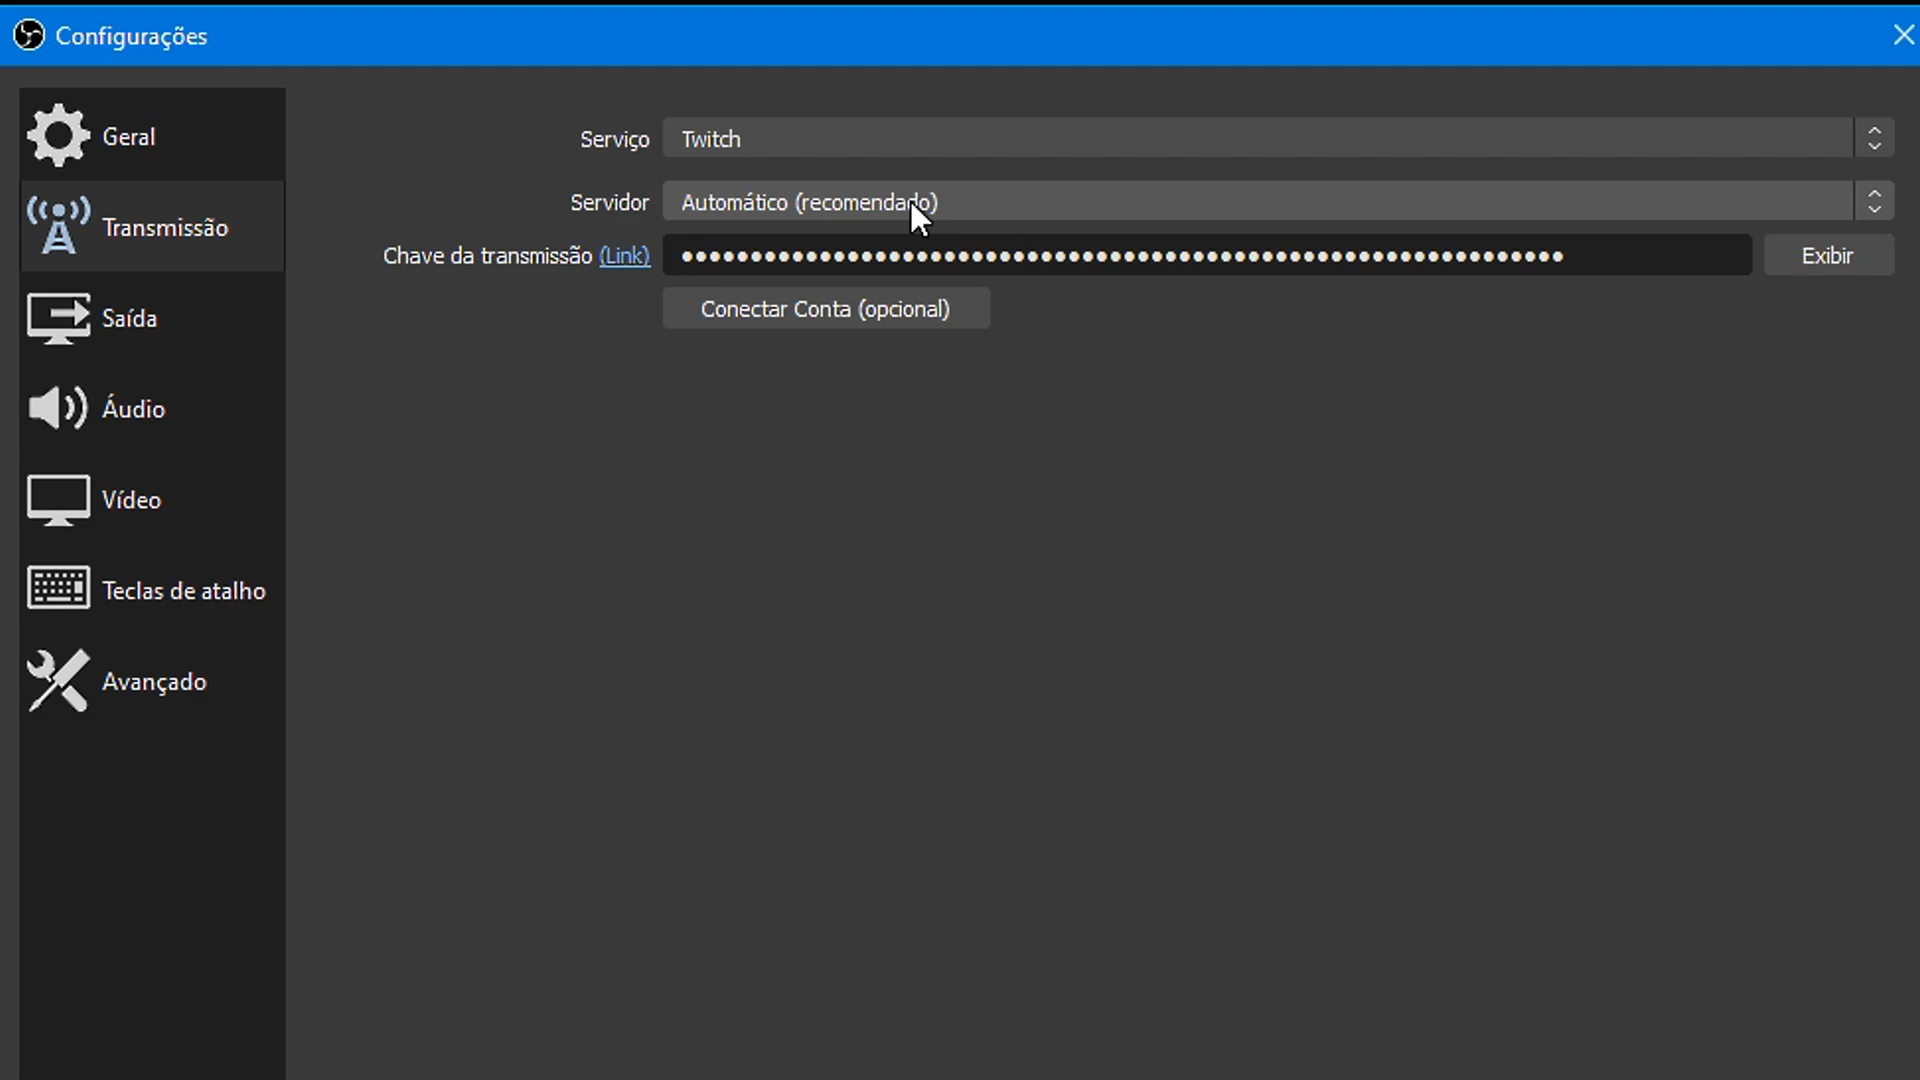 Configurações
Geral
Transmissão
Saída
Áudio
Vídeo
Teclas de atalho
Avançado
Serviço Twitch
Servidor Automático (recomendado)
Chave da transmissão (Link) ●●●●●●●●●●●●●●●●●●●●●●●●●●●●●●●●●●●●●●●●●●●●●●●●●●●●●●●●●●●●●●●● Exibir
Conectar Conta (opcional)